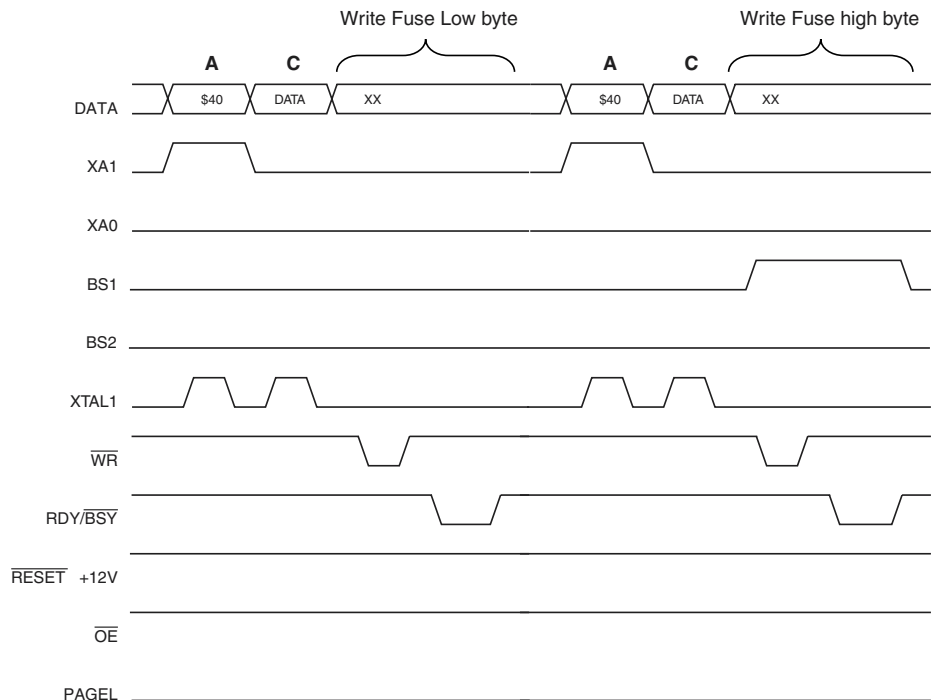 Write Fuse Low byte Write Fuse high byte
A C A C
DATA $40 DATA XX $40 DATA XX
XA1
XA0
BS1
BS2
XTAL1
WR
RDY/BSY
RESET +12V
OE
PAGEL